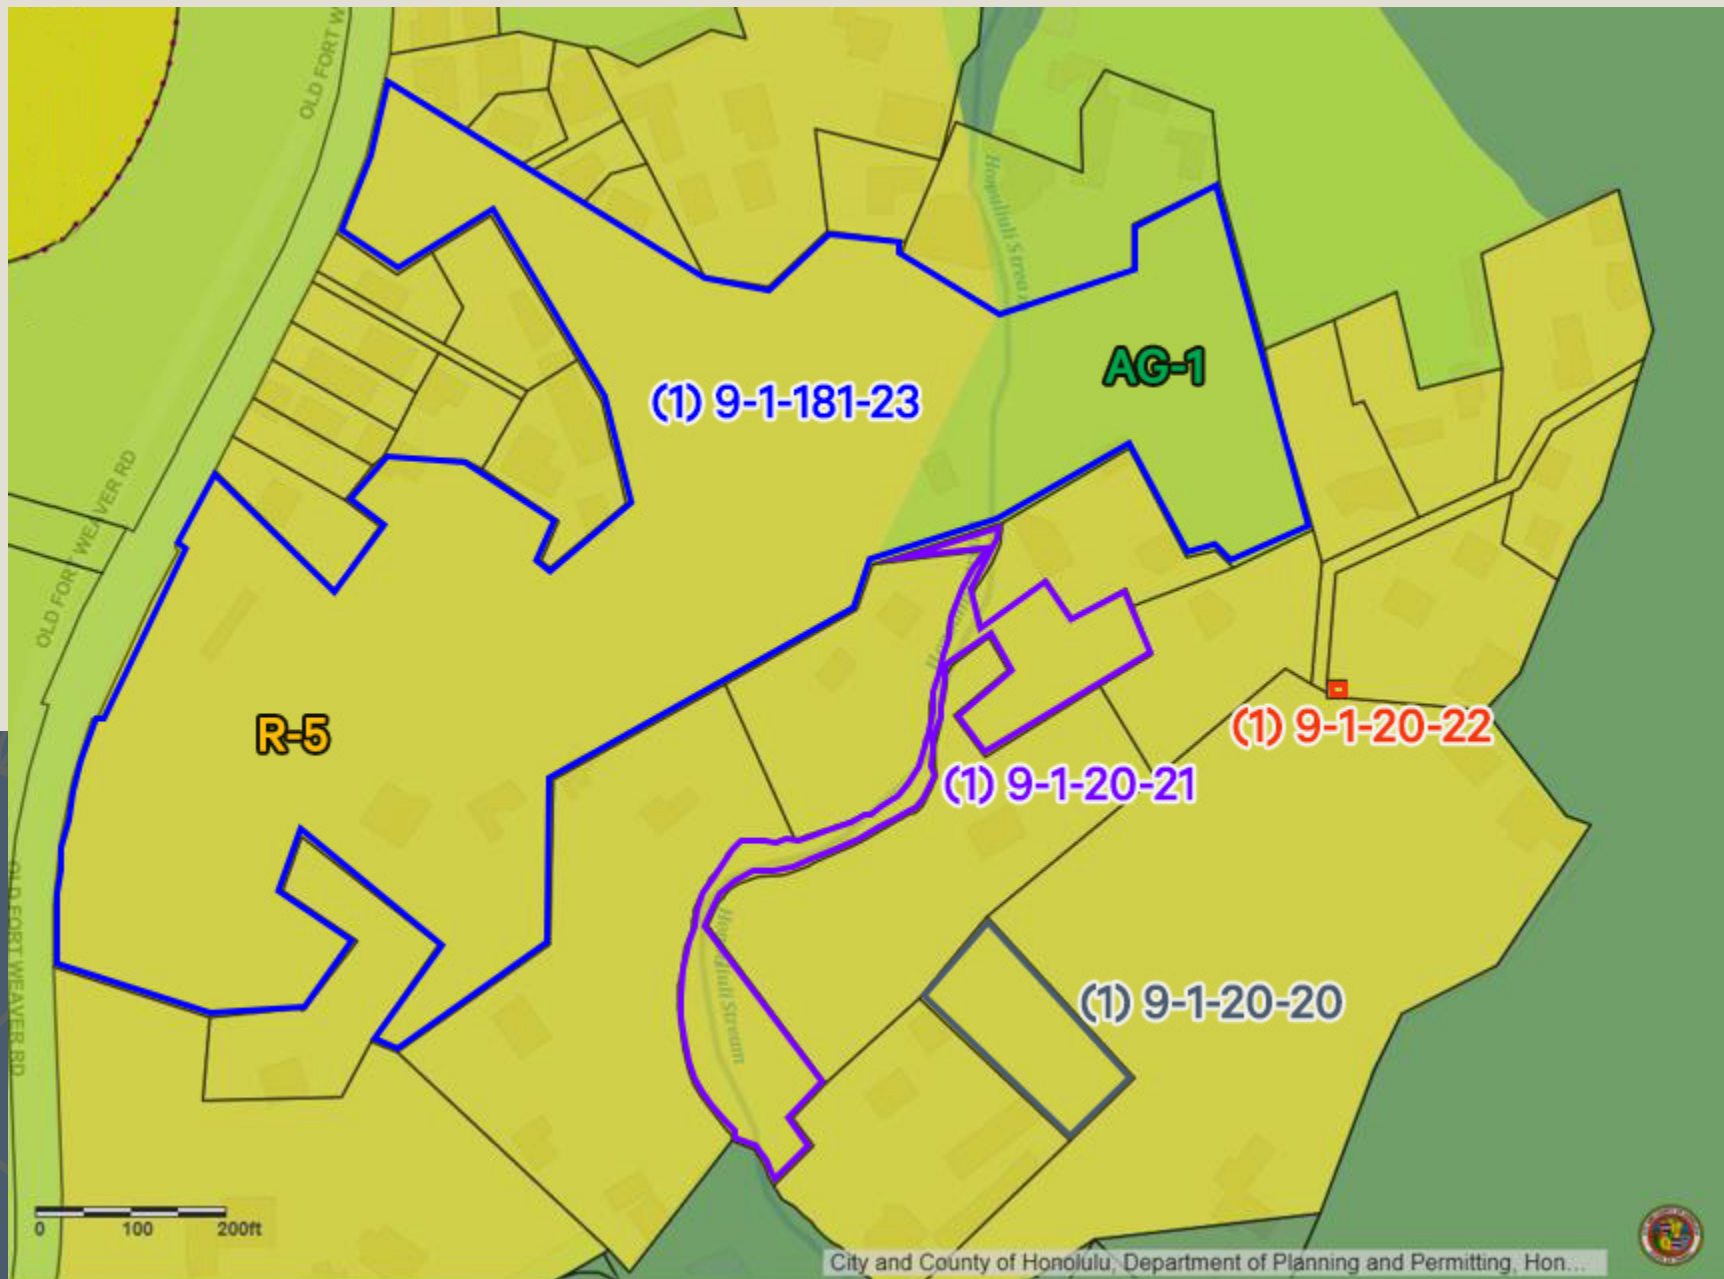 OLD FORT W
Honouliuli Stream
AG-1
(1) 9-1-181-23
OLD FORT WEAVER RD
R-5
(1) 9-1-20-22
(1) 9-1-20-21
OLD FORT WEAVER RD
Honouliuli Stream
(1) 9-1-20-20
0 100 200ft
City and County of Honolulu, Department of Planning and Permitting, Hon...